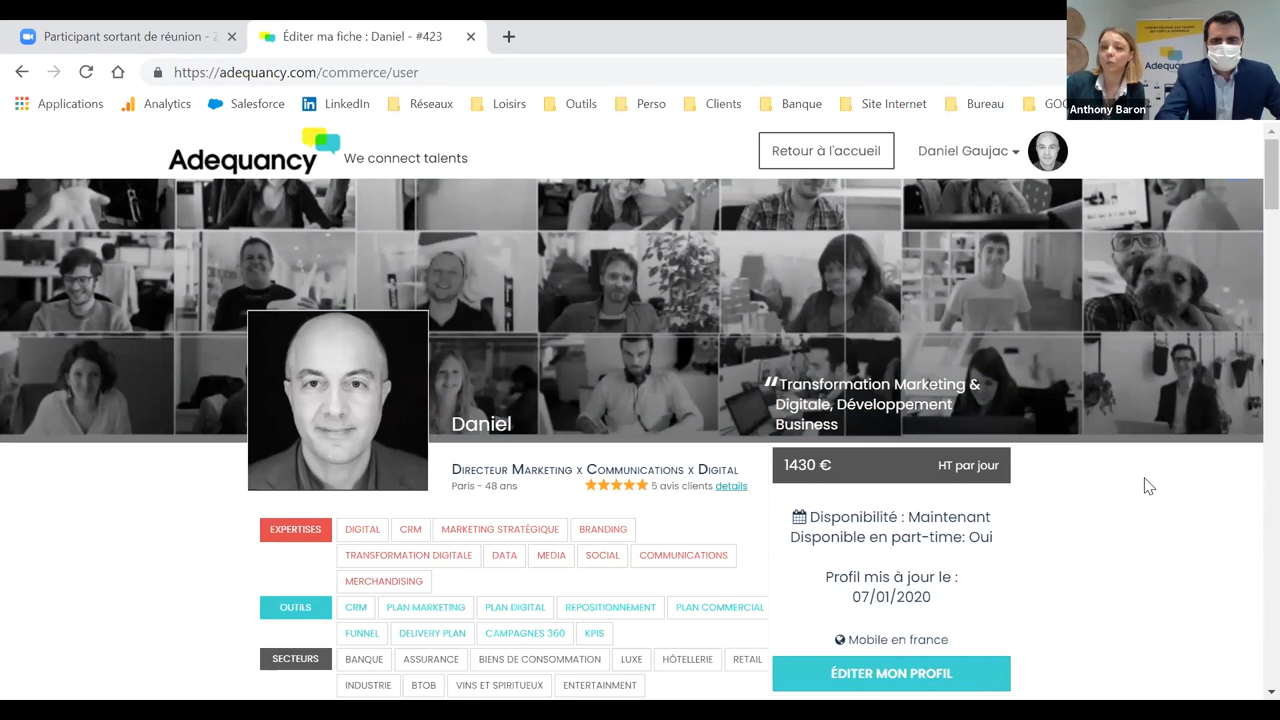 Participant sortant de réunion - Z
Éditer ma fiche : Daniel - #423
https://adequancy.com/commerce/user
Applications
Analytics
Salesforce
LinkedIn
Réseaux
Loisirs
Outils
Perso
Clients
Banque
Site Internet
Bureau
Adequancy
Anthony Baron
Adequancy
We connect talents
Retour à l'accueil
Daniel Gaujac
“Transformation Marketing &
Digitale, Développement
Business
Daniel
Directeur Marketing x Communications x Digital
Paris - 48 ans
5 avis clients details
1430 €
HT par jour
EXPERTISES
DIGITAL
CRM
MARKETING STRATÉGIQUE
BRANDING
TRANSFORMATION DIGITALE
DATA
MEDIA
SOCIAL
COMMUNICATIONS
MERCHANDISING
OUTILS
CRM
PLAN MARKETING
PLAN DIGITAL
REPOSITIONNEMENT
PLAN COMMERCIAL
FUNNEL
DELIVERY PLAN
CAMPAGNES 360
KPIS
SECTEURS
BANQUE
ASSURANCE
BIENS DE CONSOMMATION
LUXE
HÔTELLERIE
RETAIL
INDUSTRIE
BTOB
VINS ET SPIRITUEUX
ENTERTAINMENT
Disponibilité : Maintenant
Disponible en part-time: Oui
Profil mis à jour le :
07/01/2020
Mobile en france
ÉDITER MON PROFIL